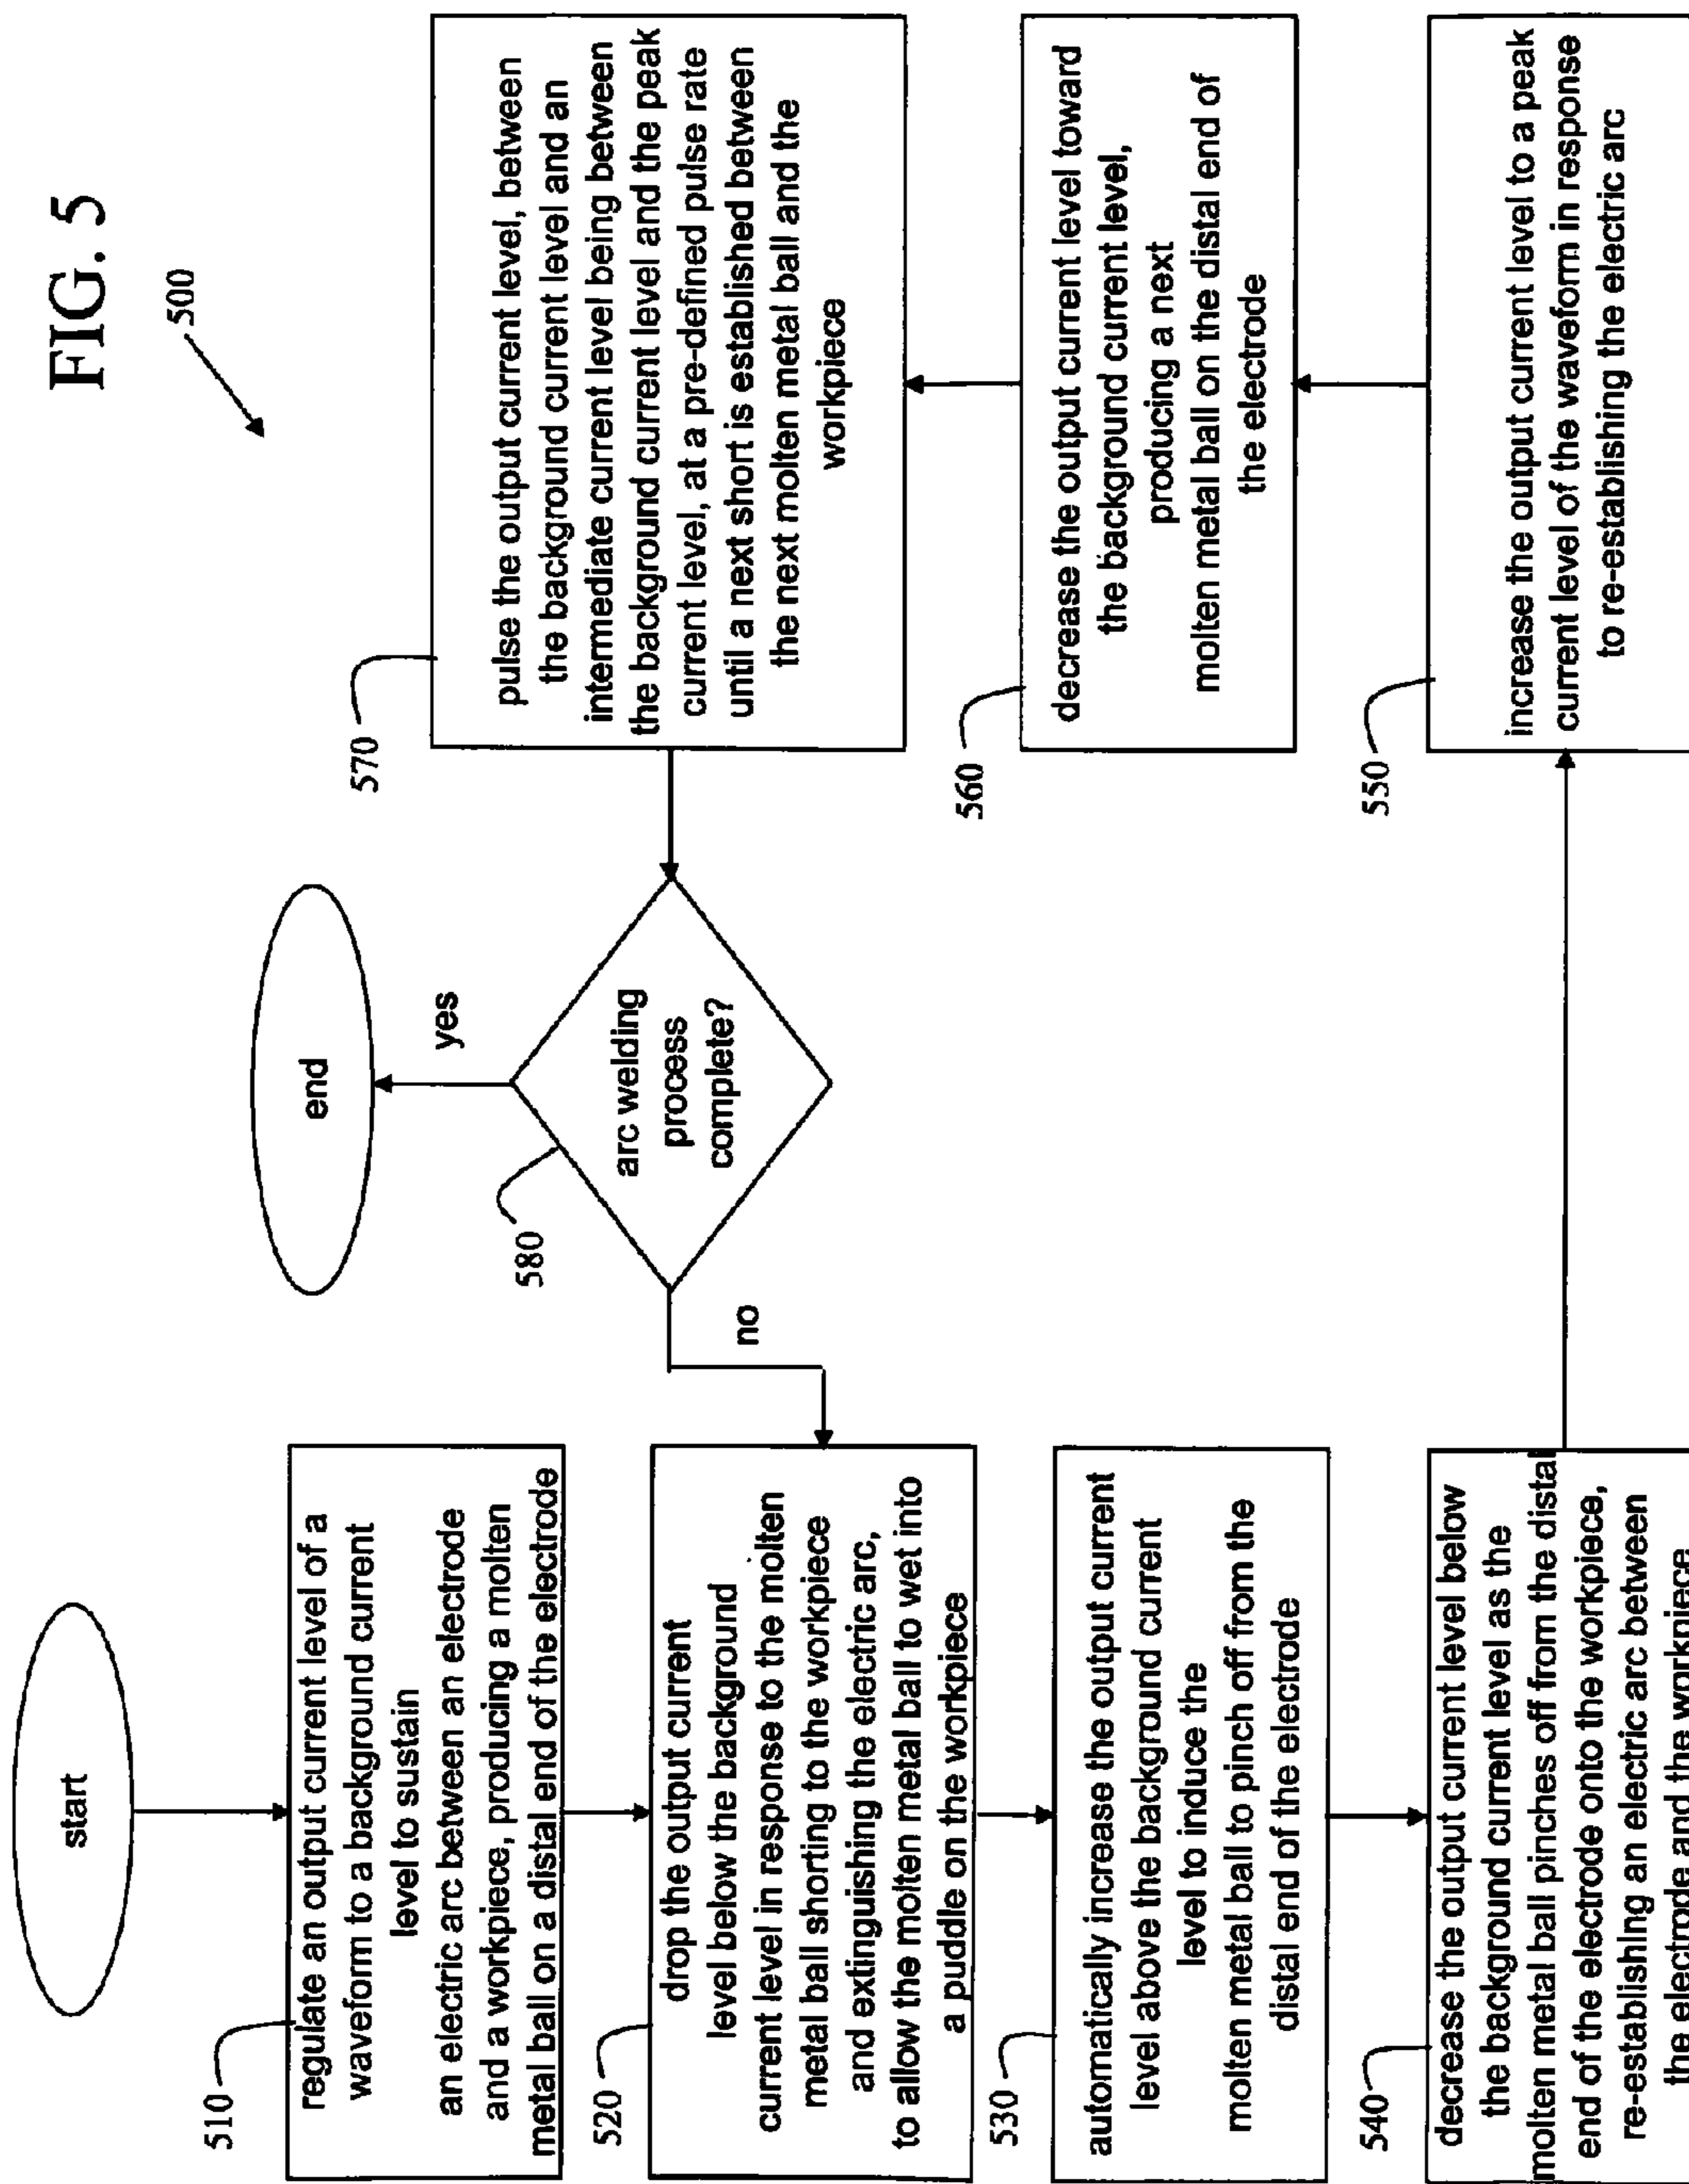 FIG. 5
500
start
510
regulate an output current level of a
waveform to a background current
level to sustain
an electric arc between an electrode
and a workpiece, producing a molten
metal ball on a distal end of the electrode
520
drop the output current
level below the background
current level in response to the molten
metal ball shorting to the workpiece
and extinguishing the electric arc,
to allow the molten metal ball to wet into
a puddle on the workpiece
530
automatically increase the output current
level above the background current
level to induce the
molten metal ball to pinch off from the
distal end of the electrode
540
decrease the output current level below
the background current level as the
molten metal ball pinches off from the distal
end of the electrode onto the workpiece,
re-establishing an electric arc between
the electrode and the workpiece
550
increase the output current level to a peak
current level of the waveform in response
to re-establishing the electric arc
560
decrease the output current level toward
the background current level,
producing a next
molten metal ball on the distal end of
the electrode
570
pulse the output current level, between
the background current level and an
intermediate current level being between
the background current level and the peak
current level, at a pre-defined pulse rate
until a next short is established between
the next molten metal ball and the
workpiece
580
arc welding
process
complete?
no
yes
end